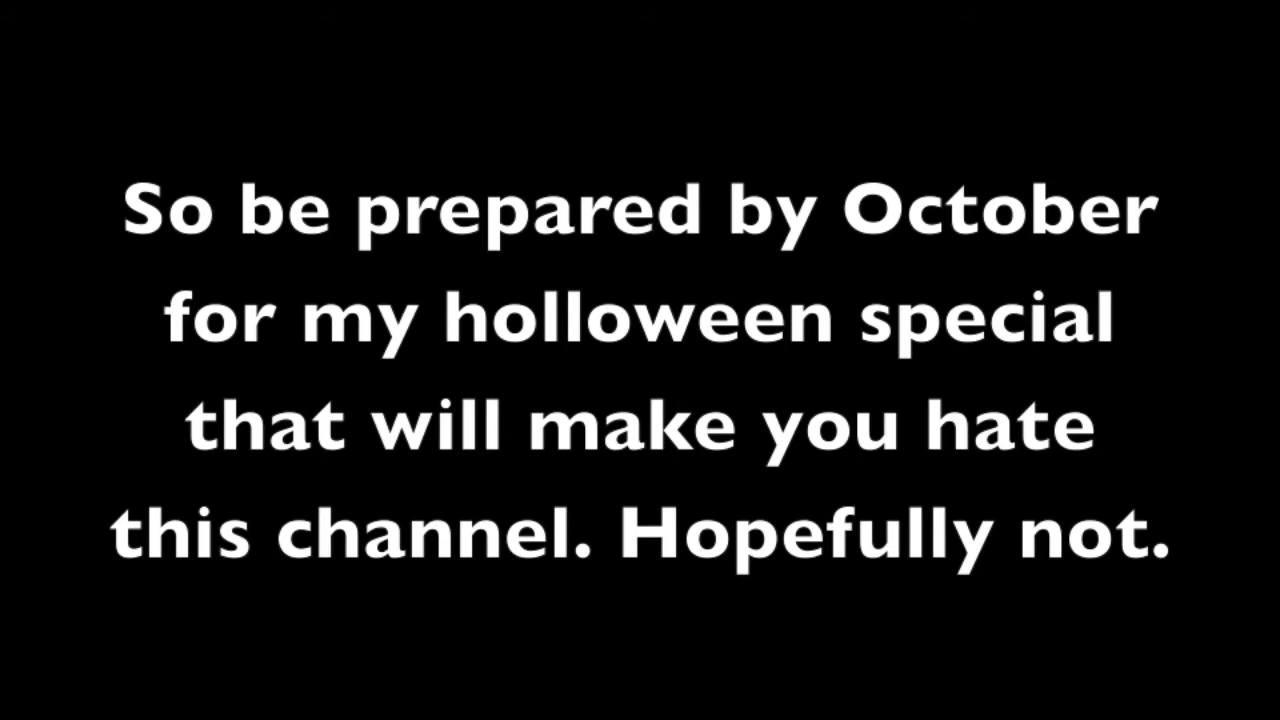 So be prepared by October
for my holloween special
that will make you hate
this channel. Hopefully not.